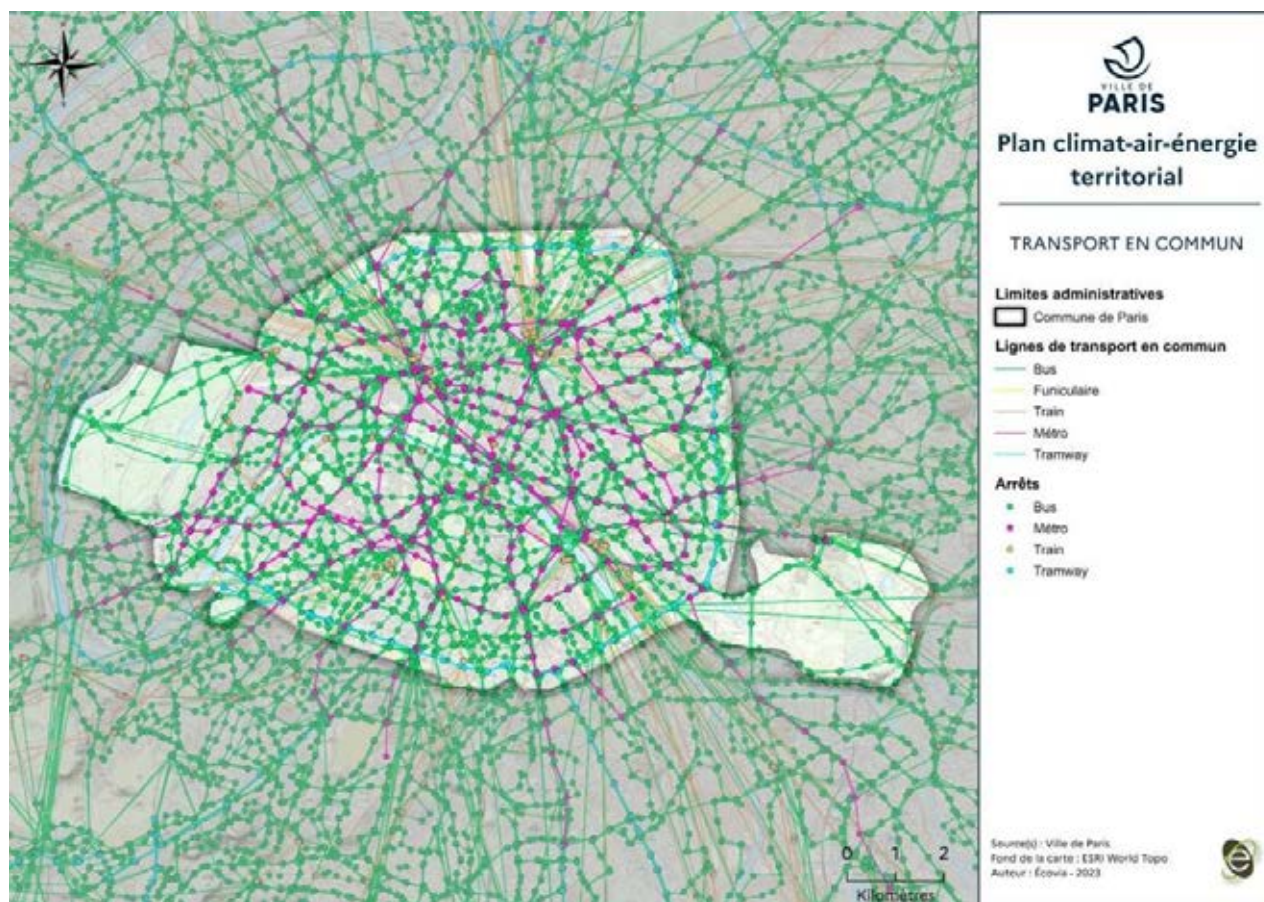 VILLE DE
PARIS
Plan climat-air-énergie
territorial
TRANSPORT EN COMMUN
Limites administratives
Commune de Paris
Lignes de transport en commun
Bus
Funiculaire
Train
Métro
Tramway
Arrêts
Bus
Métro
Train
Tramway
0 1 2
Kilomètres
Source(s) : Ville de Paris
Fond de la carte : ESRI World Topo
Auteur : Écovia - 2023